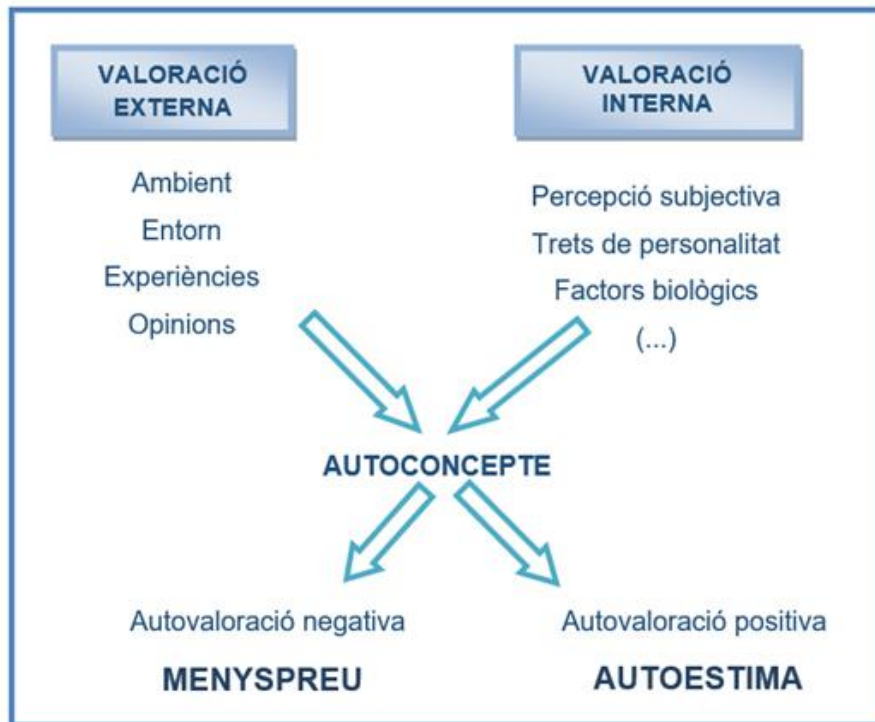 VALORACIÓ
EXTERNA
Ambient
Entorn
Experiències
Opinions
VALORACIÓ
INTERNA
Percepció subjectiva
Trets de personalitat
Factors biològics
(...)
AUTOCONCEPTE
Autovaloració negativa
MENYSPREU
Autovaloració positiva
AUTOESTIMA